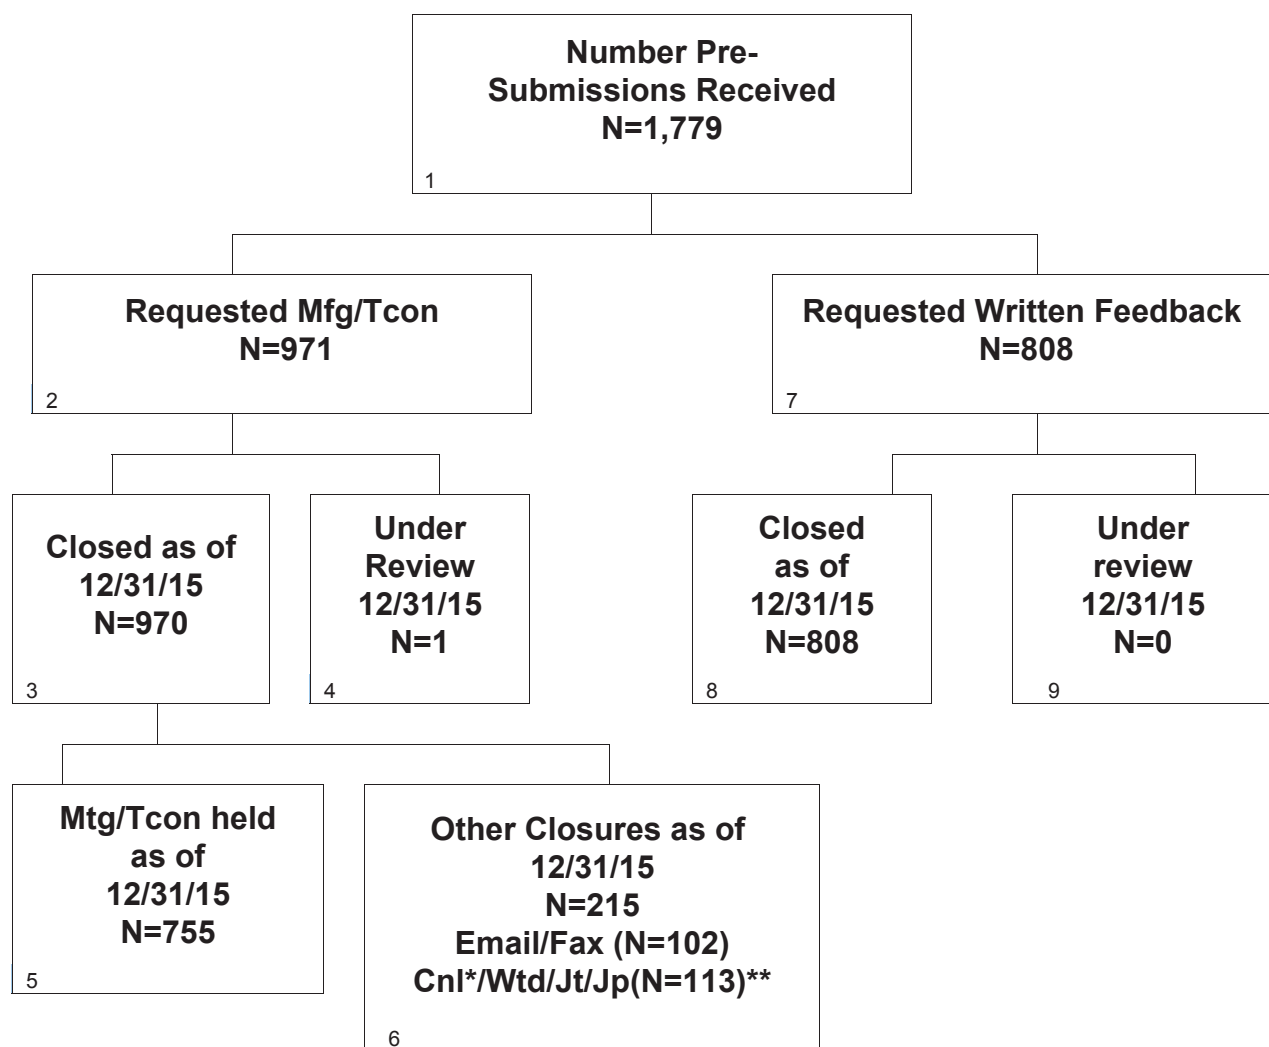 Number Pre-
Submissions Received
N=1,779
1
Requested Mfg/Tcon
N=971
2
Requested Written Feedback
N=808
7
Closed as of
12/31/15
N=970
3
Under
Review
12/31/15
N=1
4
Closed
as of
12/31/15
N=808
8
Under
review
12/31/15
N=0
9
Mtg/Tcon held
as of
12/31/15
N=755
5
Other Closures as of
12/31/15
N=215
Email/Fax (N=102)
Cnl*/Wtd/Jt/Jp(N=113)**
6